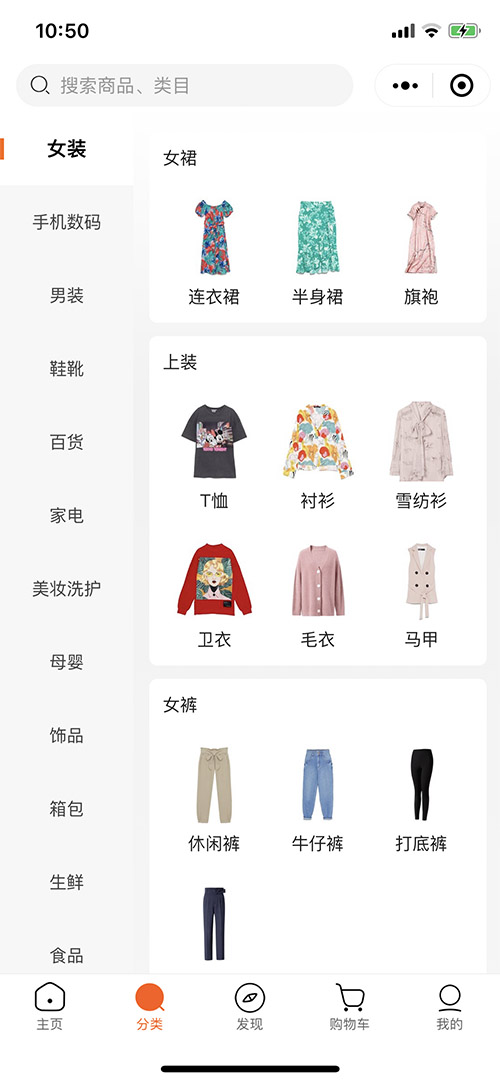 10:50
搜索商品、类目
女装
手机数码
男装
鞋靴
百货
家电
美妆洗护
母婴
饰品
箱包
生鲜
食品
女裙
连衣裙 半身裙 旗袍
上装
T恤 衬衫 雪纺衫
卫衣 毛衣 马甲
女裤
休闲裤 牛仔裤 打底裤
主页 分类 发现 购物车 我的